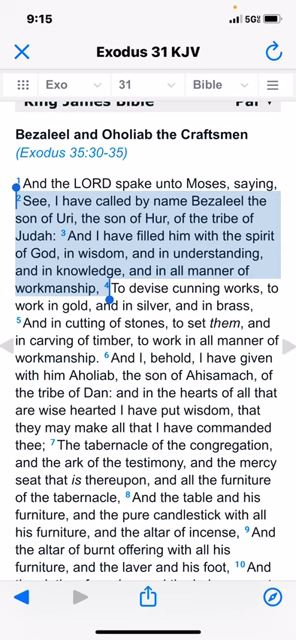 9:15
5G
Exodus 31 KJV
Exo 31 Bible
King James Bible Par ▼
Bezaleel and Oholiab the Craftsmen
(Exodus 35:30-35)
1 And the LORD spake unto Moses, saying,
2 See, I have called by name Bezaleel the
son of Uri, the son of Hur, of the tribe of
Judah: 3 And I have filled him with the spirit
of God, in wisdom, and in understanding,
and in knowledge, and in all manner of
workmanship, 4 To devise cunning works, to
work in gold, and in silver, and in brass,
5 And in cutting of stones, to set them, and
in carving of timber, to work in all manner of
workmanship. 6 And I, behold, I have given
with him Aholiab, the son of Ahisamach, of
the tribe of Dan: and in the hearts of all that
are wise hearted I have put wisdom, that
they may make all that I have commanded
thee; 7 The tabernacle of the congregation,
and the ark of the testimony, and the mercy
seat that is thereupon, and all the furniture
of the tabernacle, 8 And the table and his
furniture, and the pure candlestick with all
his furniture, and the altar of incense, 9 And
the altar of burnt offering with all his
furniture, and the laver and his foot, 10 And